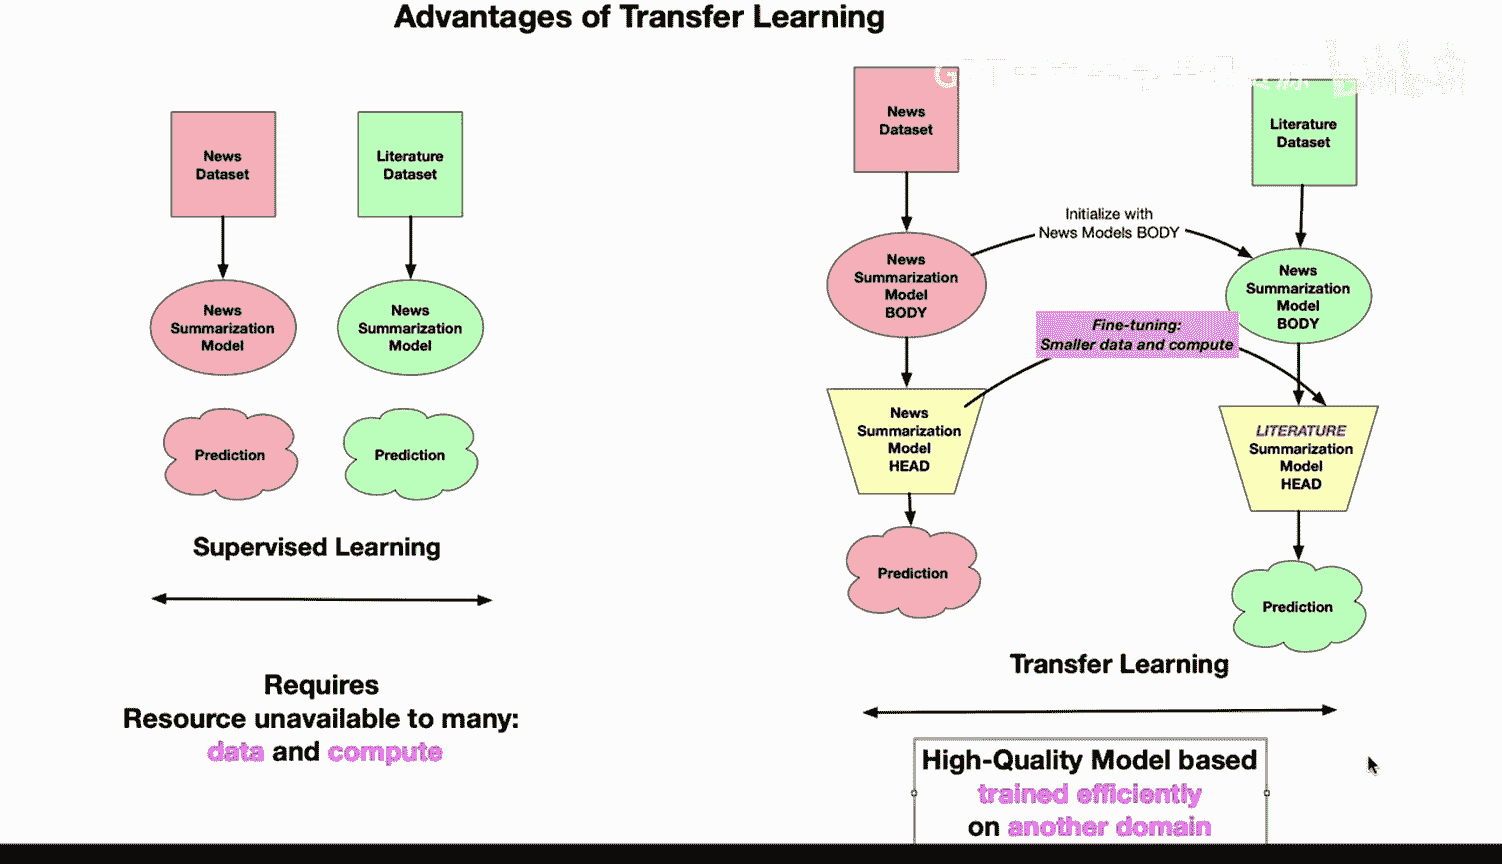 Advantages of Transfer Learning
News
Dataset
Literature
Dataset
News
Summarization
Model
News
Summarization
Model
Prediction
Prediction
Supervised Learning
Requires
Resource unavailable to many:
data and compute
News
Dataset
Literature
Dataset
Initialize with
News Models BODY
News
Summarization
Model
BODY
News
Summarization
Model
BODY
Fine-tuning:
Smaller data and compute
News
Summarization
Model
HEAD
LITERATURE
Summarization
Model
HEAD
Prediction
Prediction
Transfer Learning
High-Quality Model based
trained efficiently
on another domain